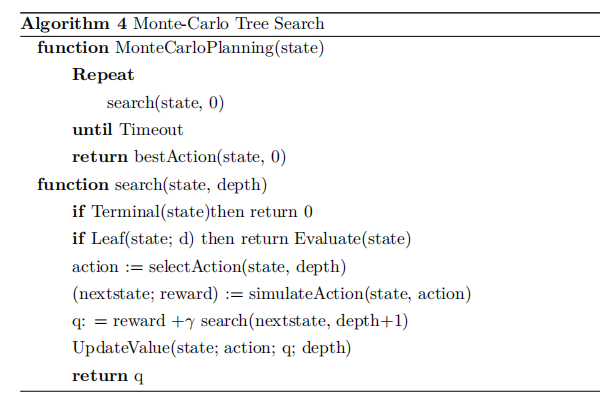 Algorithm 4 Monte-Carlo Tree Search
function MonteCarloPlanning(state)
Repeat
search(state, 0)
until Timeout
return bestAction(state, 0)
function search(state, depth)
if Terminal(state)then return 0
if Leaf(state; d) then return Evaluate(state)
action := selectAction(state, depth)
(nextstate; reward) := simulateAction(state, action)
q: = reward +γ search(nextstate, depth+1)
UpdateValue(state; action; q; depth)
return q